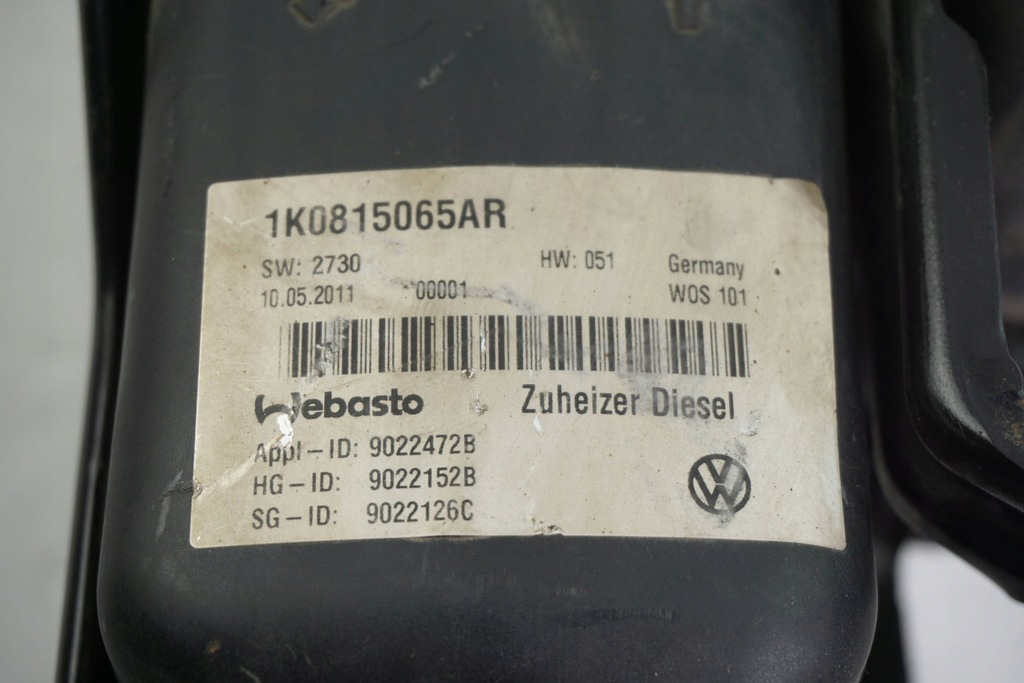 1K0815065AR
SW: 2730 HW: 051 Germany
10.05.2011 00001 WOS 101
Webasto Zuheizer Diesel
Appl-ID: 9022472B
HG-ID: 9022152B
SG-ID: 9022126C
VW